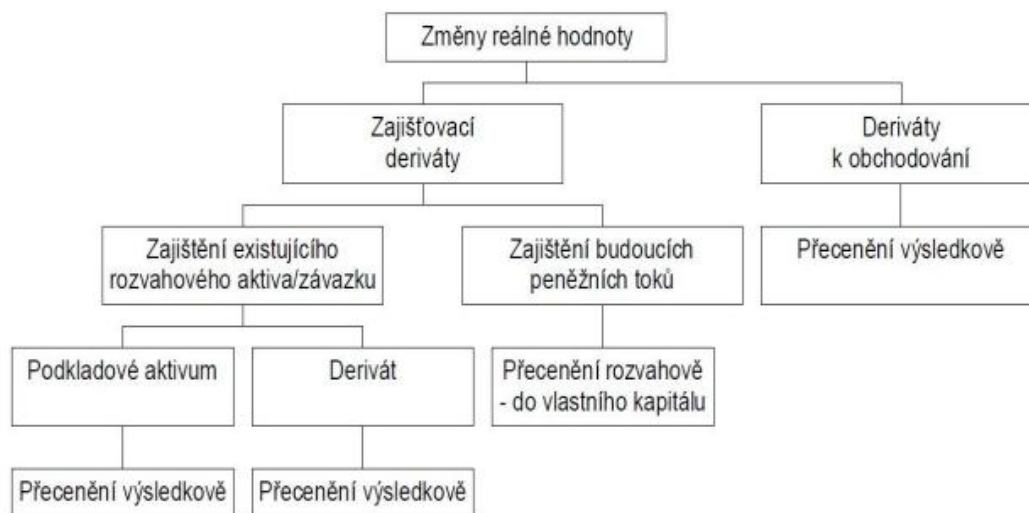 Změny reálné hodnoty
Zajišťovací
deriváty
Deriváty
k obchodování
Zajištění existujícího
rozvahového aktiva/závazku
Zajištění budoucích
peněžních toků
Přecenění výsledkově
Podkladové aktivum
Derivát
Přecenění rozvahově
- do vlastního kapitálu
Přecenění výsledkově
Přecenění výsledkově